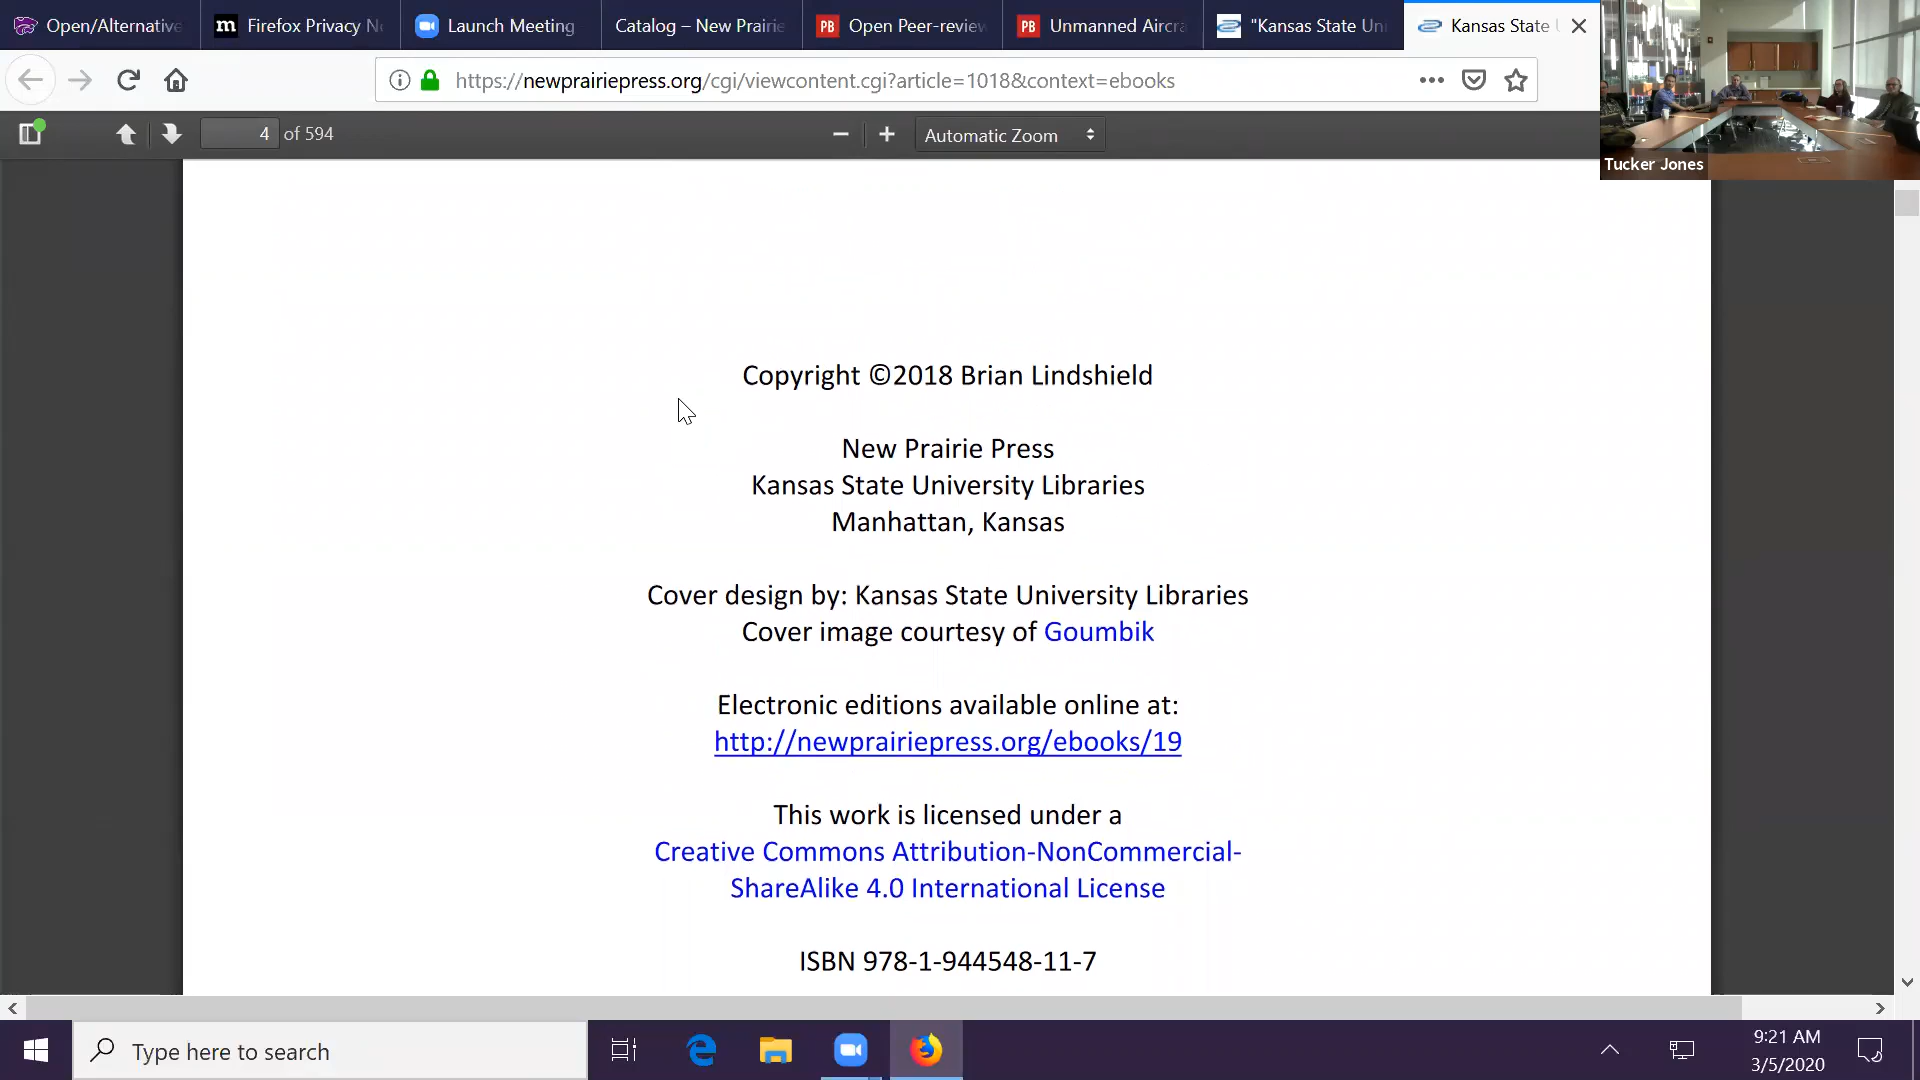 Open/Alternative
Firefox Privacy N
Launch Meeting
Catalog – New Prairie
Open Peer-review
Unmanned Aircra
"Kansas State Uni
Kansas State U
https://newprairiepress.org/cgi/viewcontent.cgi?article=1018&context=ebooks
4 of 594
Automatic Zoom
Tucker Jones
Copyright ©2018 Brian Lindshield
New Prairie Press
Kansas State University Libraries
Manhattan, Kansas
Cover design by: Kansas State University Libraries
Cover image courtesy of Goumbik
Electronic editions available online at:
http://newprairiepress.org/ebooks/19
This work is licensed under a
Creative Commons Attribution-NonCommercial-
ShareAlike 4.0 International License
ISBN 978-1-944548-11-7
Type here to search
9:21 AM
3/5/2020